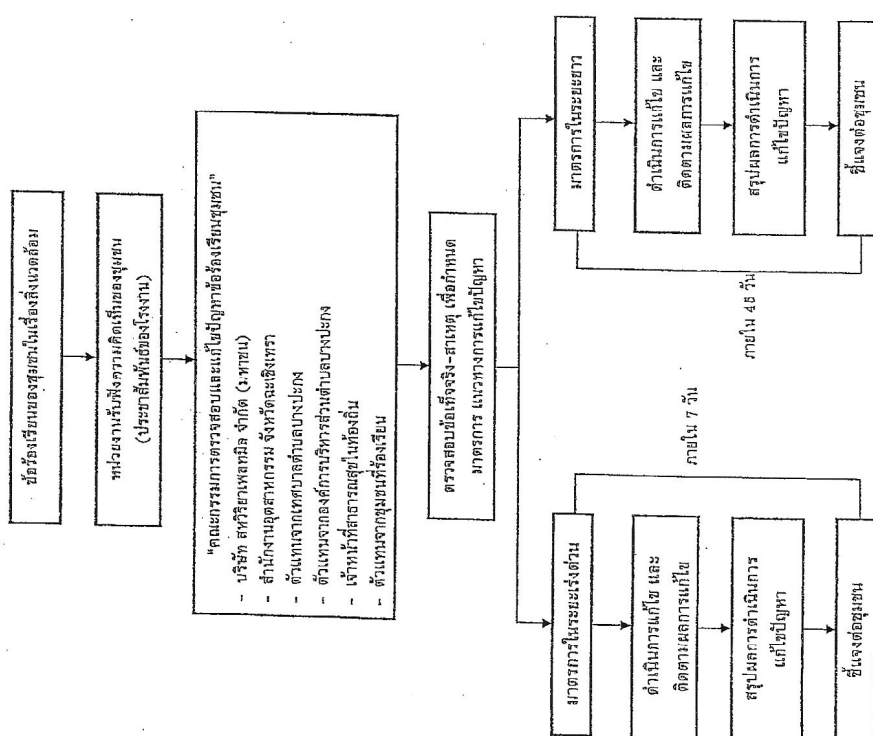 ข้อร้องเรียนของชุมชนในเรื่องสิ่งแวดล้อม
หน่วยงานรับฟังความคิดเห็นของชุมชน
(ประชาสัมพันธ์ของโรงงาน)
"คณะกรรมการตรวจสอบและแก้ไขปัญหาข้อร้องเรียนชุมชน"
- บริษัท สหวิริยาเพลทมิล จำกัด (มหาชน)
- สำนักงานอุตสาหกรรม จังหวัดฉะเชิงเทรา
- ตัวแทนจากเทศบาลตำบลบางปะกง
- ตัวแทนจากองค์การบริหารส่วนตำบลบางปะกง
- เจ้าหน้าที่สาธารณสุขในท้องถิ่น
- ตัวแทนจากชุมชนที่ร้องเรียน
ตรวจสอบข้อเท็จจริง-สาเหตุ เพื่อกำหนด
มาตรการ แนวทางการแก้ไขปัญหา
มาตรการในระยะเร่งด่วน
ดำเนินการแก้ไข และ
ติดตามผลการแก้ไข
สรุปผลการดำเนินการ
แก้ไขปัญหา
ชี้แจงต่อชุมชน
ภายใน 7 วัน
มาตรการในระยะยาว
ดำเนินการแก้ไข และ
ติดตามผลการแก้ไข
สรุปผลการดำเนินการ
แก้ไขปัญหา
ชี้แจงต่อชุมชน
ภายใน 45 วัน